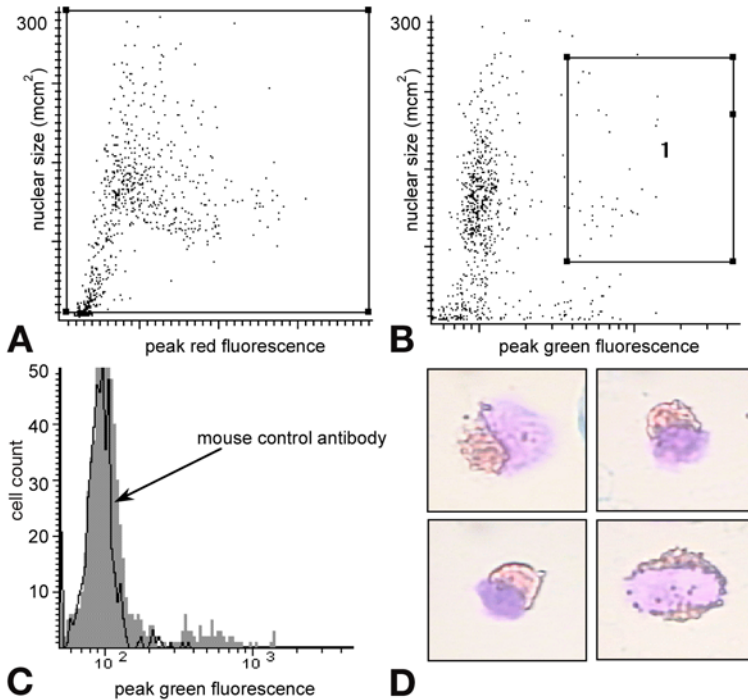 300
nuclear size (mcm²)
A
peak red fluorescence
300
nuclear size (mcm²)
1
B
peak green fluorescence
50
40
30
20
10
cell count
mouse control antibody
10²
10³
C
peak green fluorescence
D